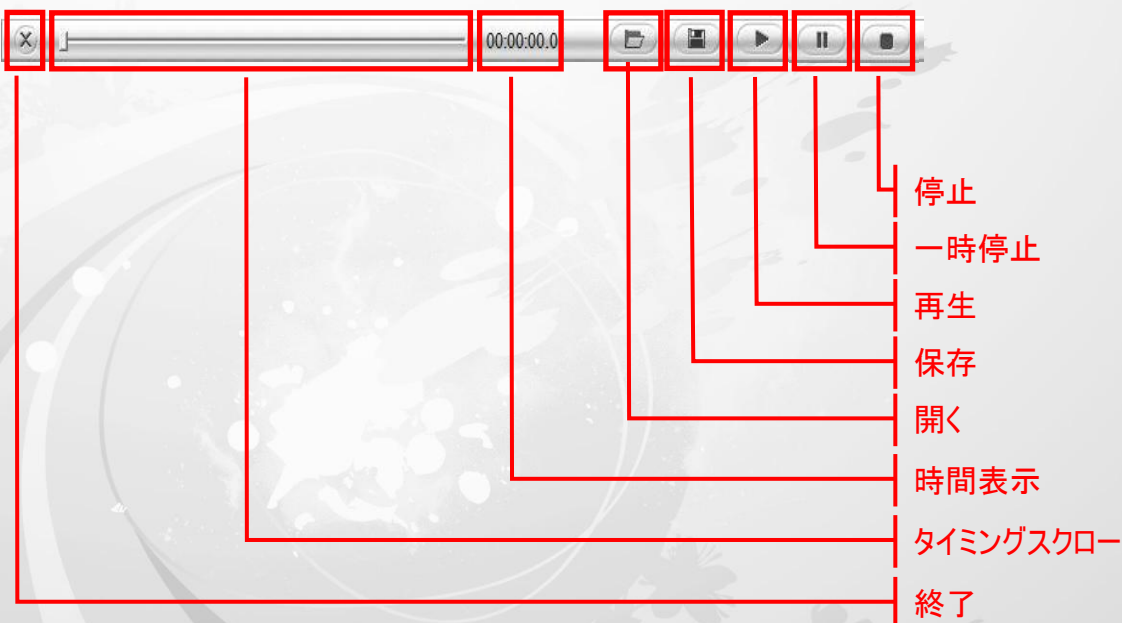 00:00:00.0
停止
一時停止
再生
保存
開く
時間表示
タイミングスクロー
終了